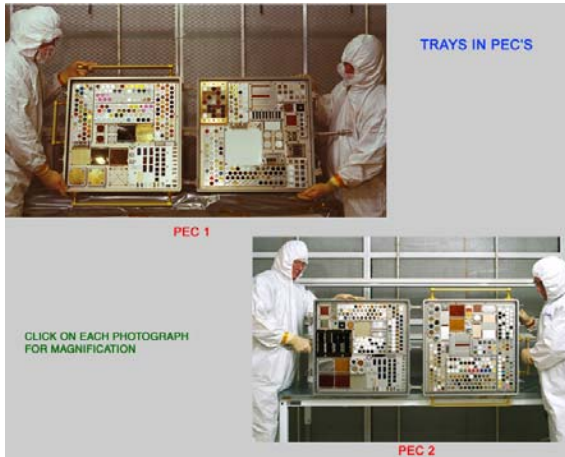 TRAYS IN PEC'S
PEC 1
CLICK ON EACH PHOTOGRAPH
FOR MAGNIFICATION
PEC 2